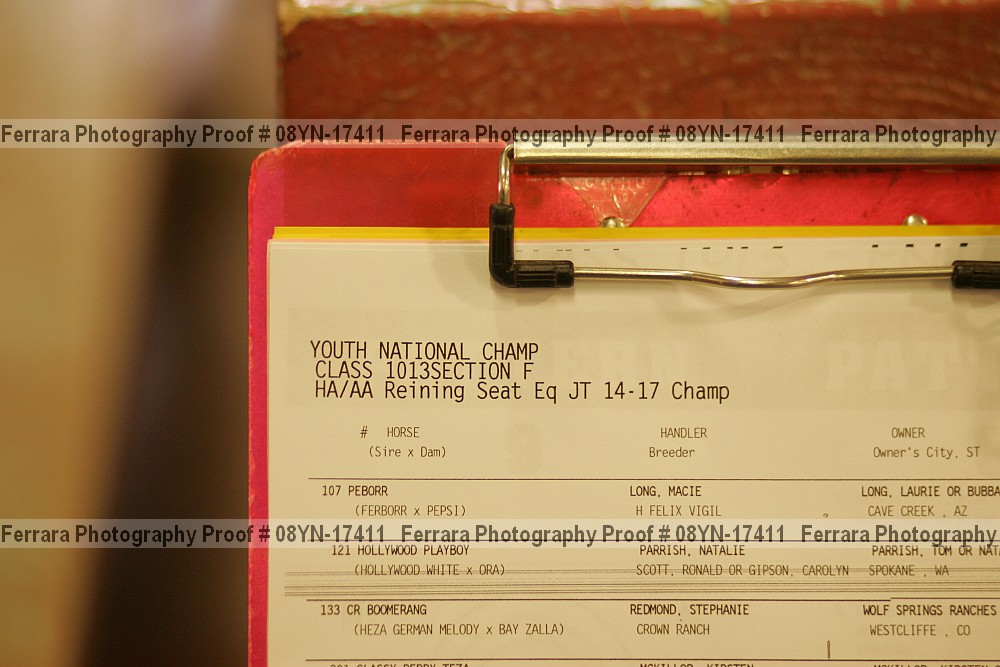 Ferrara Photography Proof # 08YN-17411 Ferrara Photography Proof # 08YN-17411 Ferrara Photography
YOUTH NATIONAL CHAMP
CLASS 1013SECTION F
HA/AA Reining Seat Eq JT 14-17 Champ
# HORSE HANDLER OWNER
(Sire x Dam) Breeder Owner's City, ST
107 PEBORR LONG, MACIE LONG, LAURIE OR BUBBA
(FERBORR x PEPSI) H FELIX VIGIL CAVE CREEK , AZ
Ferrara Photography Proof # 08YN-17411 Ferrara Photography Proof # 08YN-17411 Ferrara Photography
121 HOLLYWOOD PLAYBOY PARRISH, NATALIE PARRISH, TOM OR NAT
(HOLLYWOOD WHITE x ORA) SCOTT, RONALD OR GIPSON, CAROLYN SPOKANE , WA
133 CR BOOMERANG REDMOND, STEPHANIE WOLF SPRINGS RANCHES
(HEZA GERMAN MELODY x BAY ZALLA) CROWN RANCH WESTCLIFFE , CO